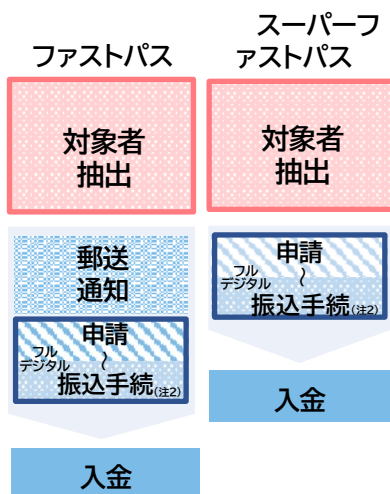 ファストパス
対象者
抽出
郵送
通知
申請
フル
デジタル
～
振込手続(注2)
入金
スーパーフ
ァストパス
対象者
抽出
申請
フル
デジタル
～
振込手続(注2)
入金